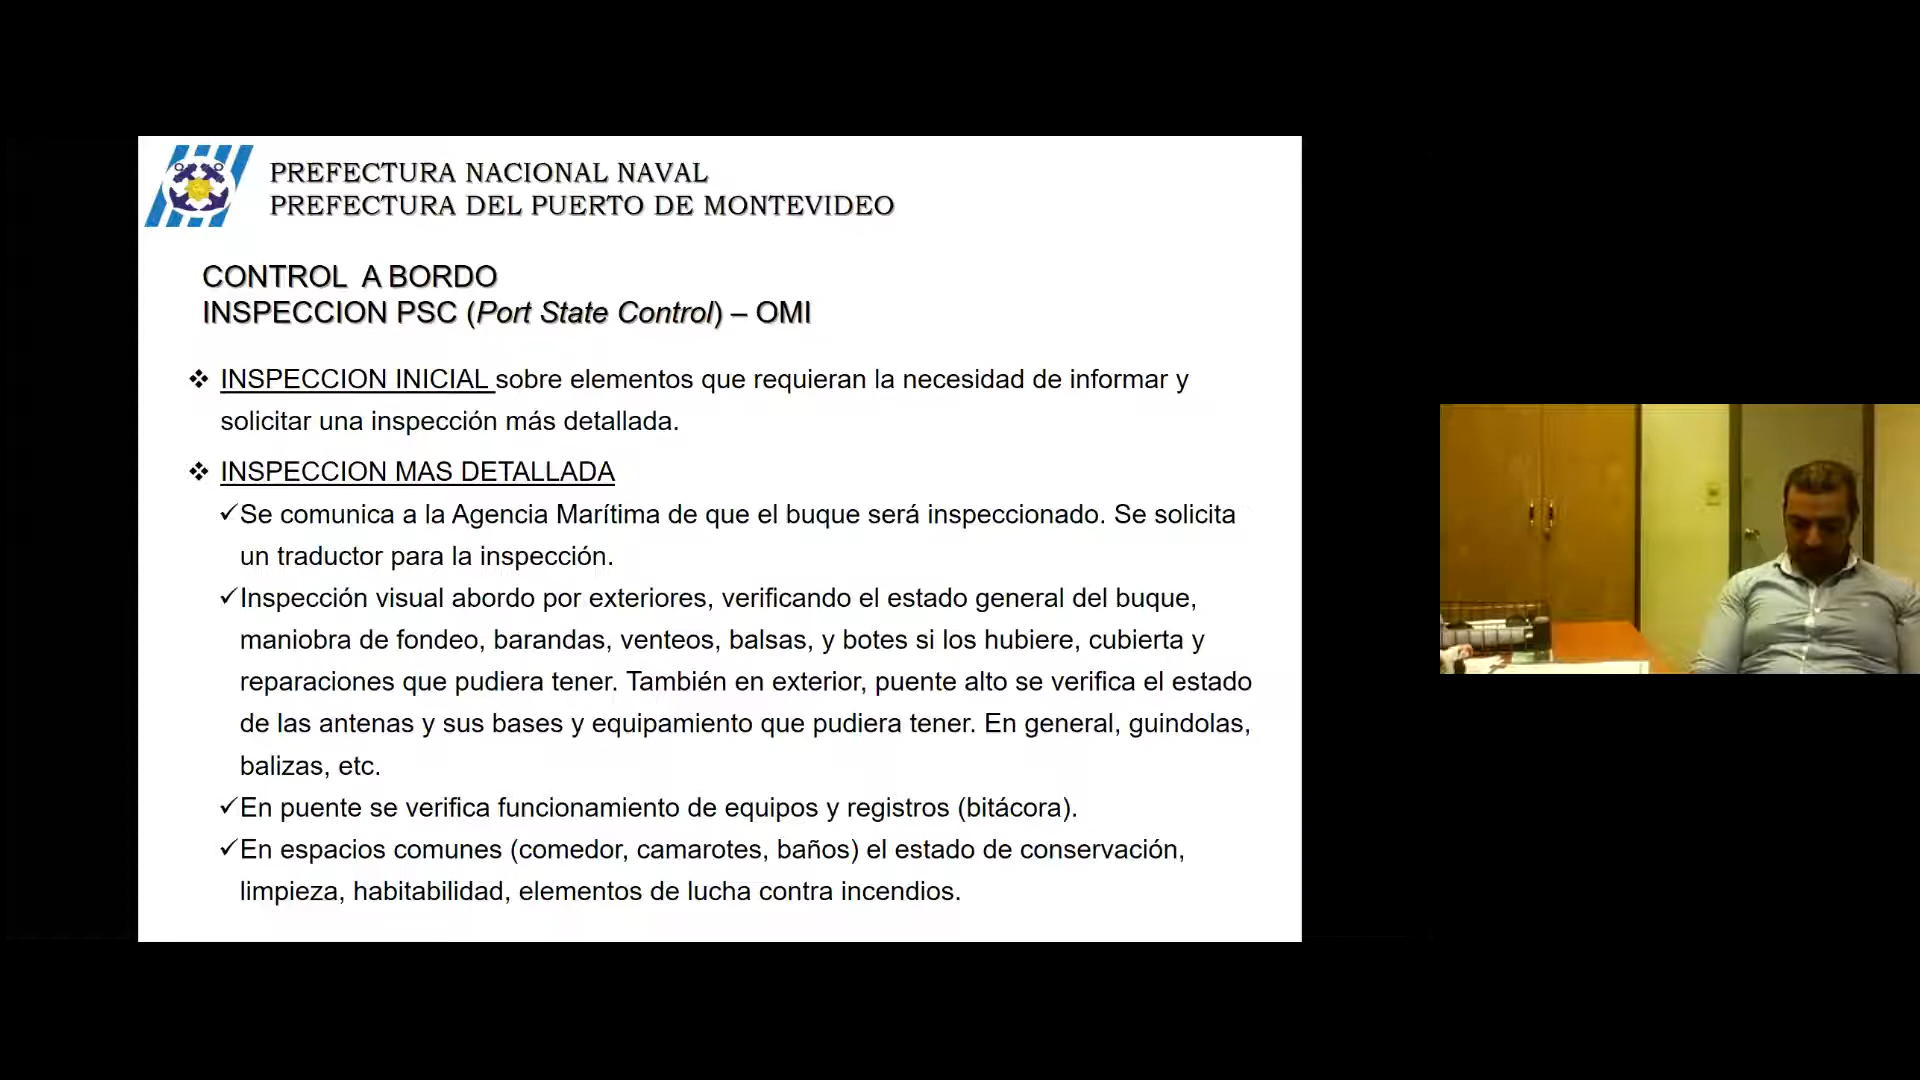 PREFECTURA NACIONAL NAVAL
PREFECTURA DEL PUERTO DE MONTEVIDEO
CONTROL A BORDO
INSPECCION PSC (Port State Control) – OMI
❖ INSPECCION INICIAL sobre elementos que requieran la necesidad de informar y
solicitar una inspección más detallada.
❖ INSPECCION MAS DETALLADA
✓Se comunica a la Agencia Marítima de que el buque será inspeccionado. Se solicita
un traductor para la inspección.
✓Inspección visual abordo por exteriores, verificando el estado general del buque,
maniobra de fondeo, barandas, venteos, balsas, y botes si los hubiere, cubierta y
reparaciones que pudiera tener. También en exterior, puente alto se verifica el estado
de las antenas y sus bases y equipamiento que pudiera tener. En general, guindolas,
balizas, etc.
✓En puente se verifica funcionamiento de equipos y registros (bitácora).
✓En espacios comunes (comedor, camarotes, baños) el estado de conservación,
limpieza, habitabilidad, elementos de lucha contra incendios.